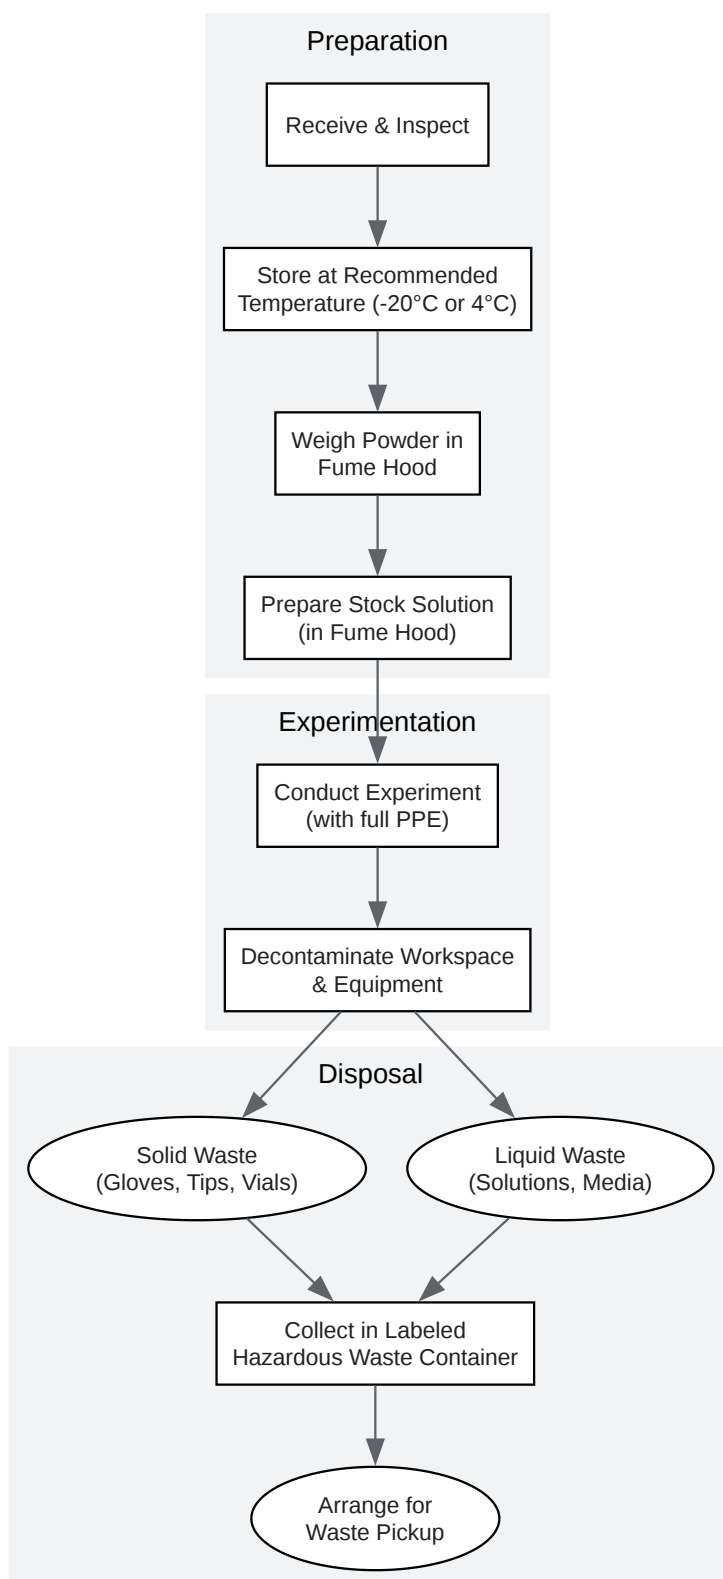 Preparation
Receive & Inspect
Store at Recommended
Temperature (-20°C or 4°C)
Weigh Powder in
Fume Hood
Prepare Stock Solution
(in Fume Hood)
Experimentation
Conduct Experiment
(with full PPE)
Decontaminate Workspace
& Equipment
Disposal
Solid Waste
(Gloves, Tips, Vials)
Liquid Waste
(Solutions, Media)
Collect in Labeled
Hazardous Waste Container
Arrange for
Waste Pickup